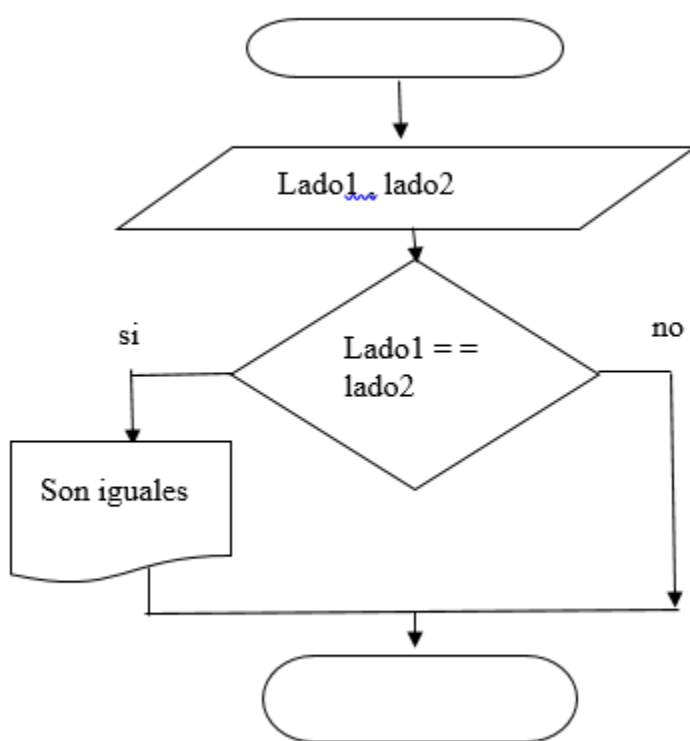 Lado1 , lado2
si
no
Lado1 = =
lado2
Son iguales